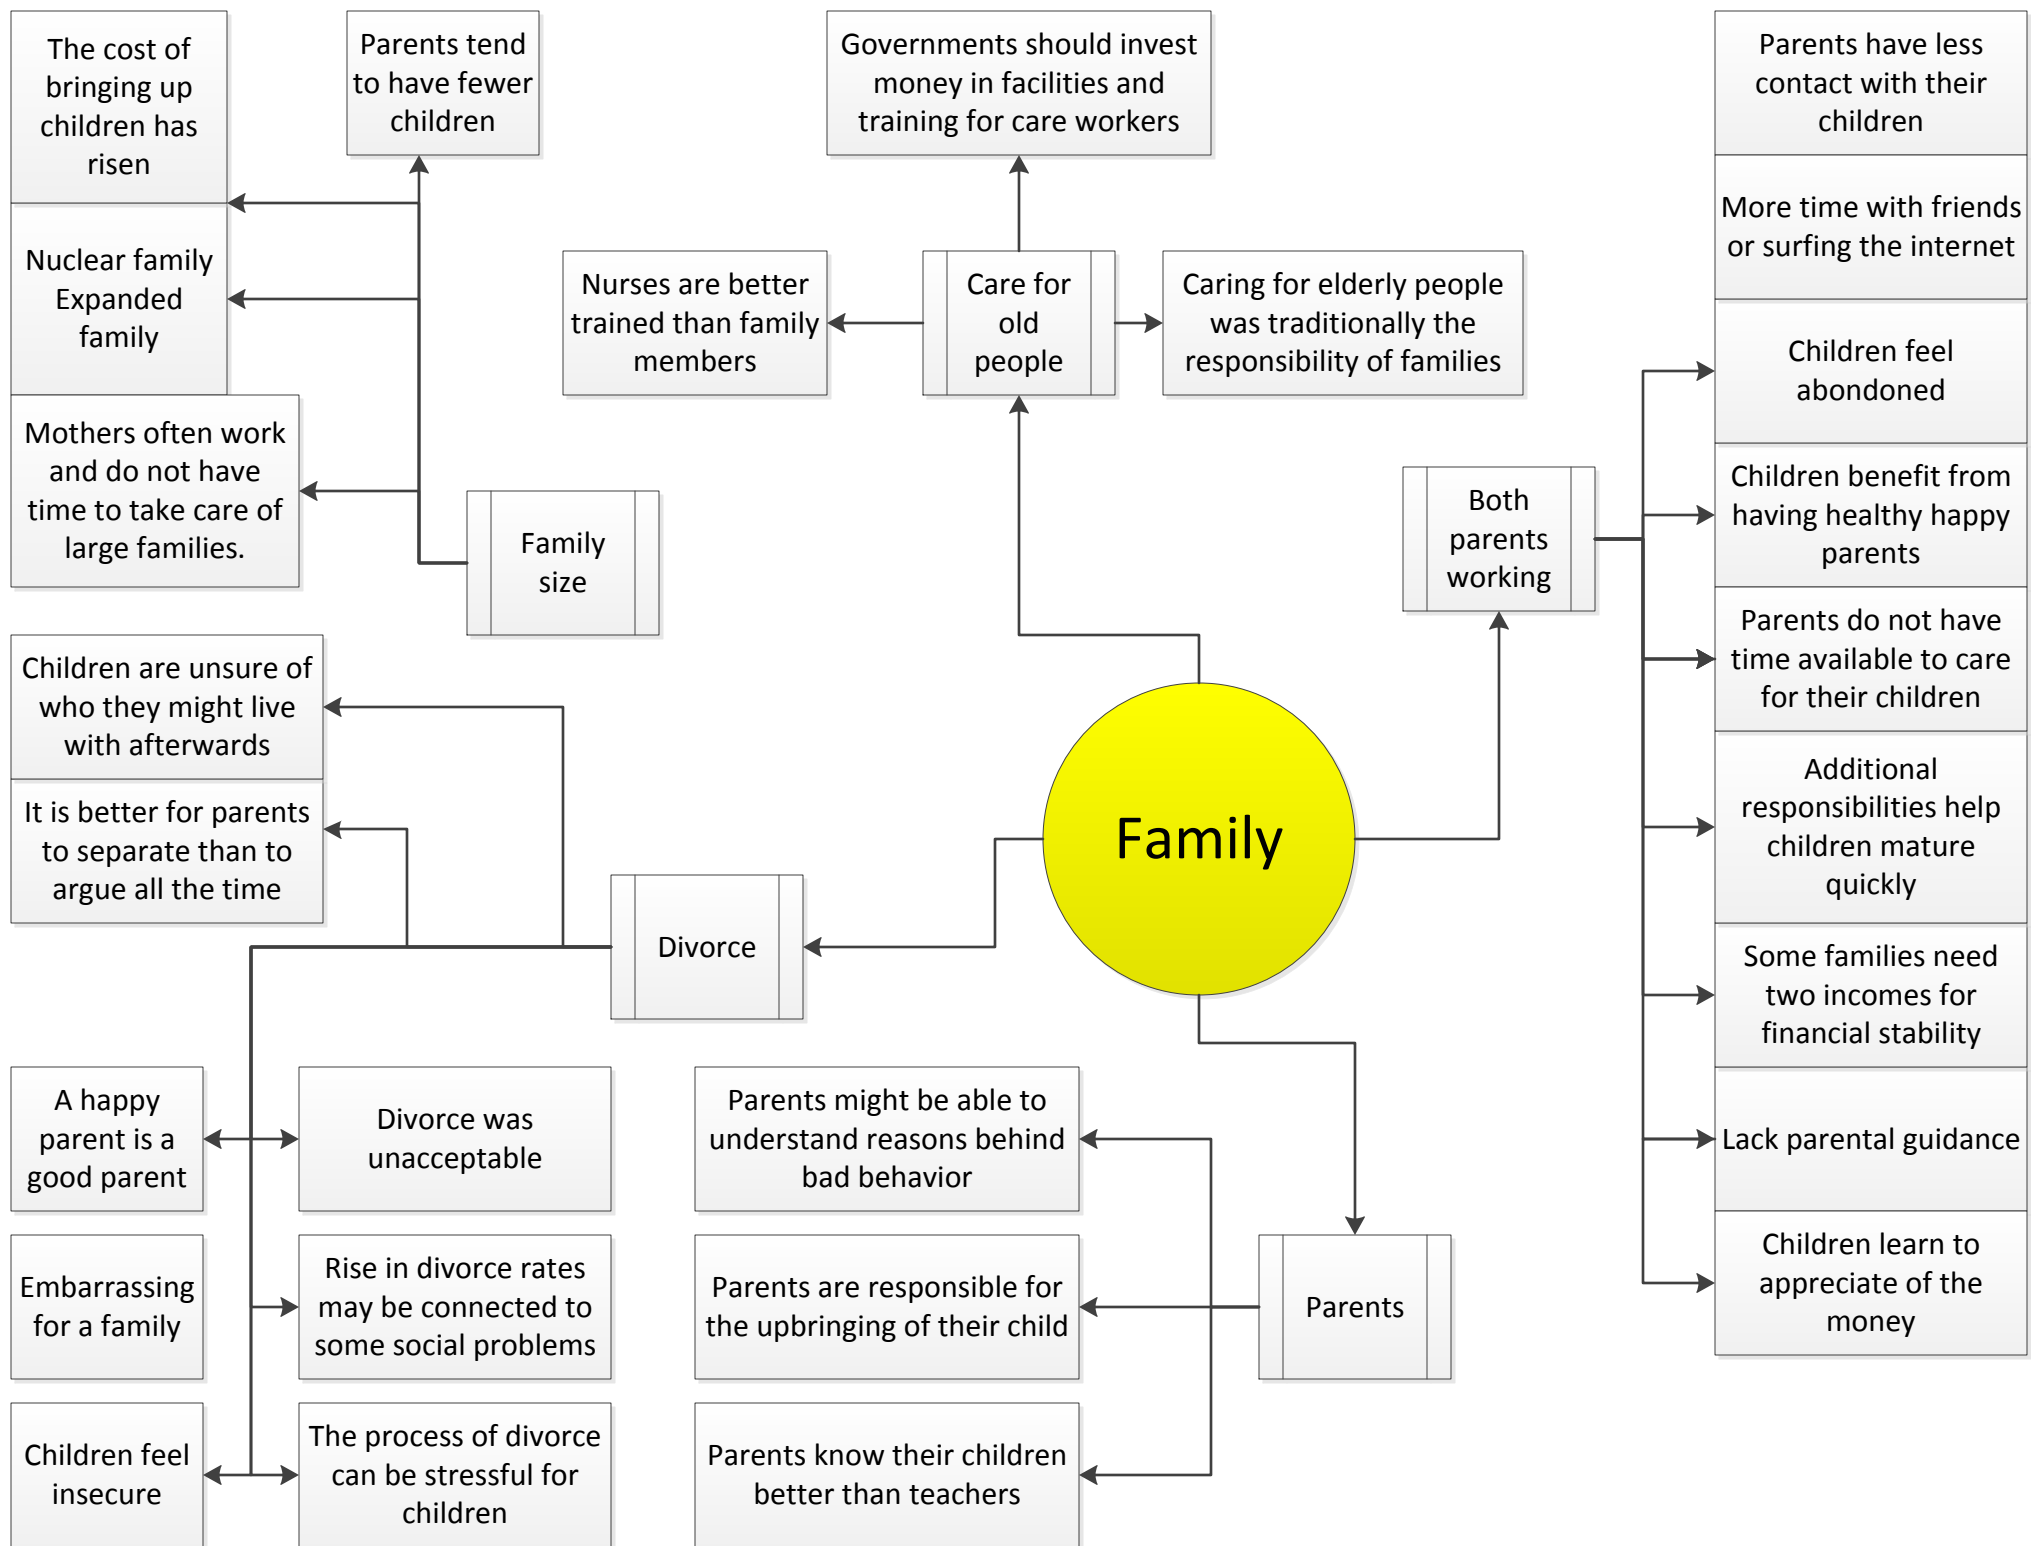 The cost of
bringing up
children has
risen
Parents tend
to have fewer
children
Governments should invest
money in facilities and
training for care workers
Parents have less
contact with their
children
More time with friends
or surfing the internet
Nuclear family
Expanded
family
Nurses are better
trained than family
members
Care for
old
people
Caring for elderly people
was traditionally the
responsibility of families
Children feel
abondoned
Mothers often work
and do not have
time to take care of
large families.
Family
size
Both
parents
working
Children benefit from
having healthy happy
parents
Parents do not have
time available to care
for their children
Children are unsure of
who they might live
with afterwards
It is better for parents
to separate than to
argue all the time
Family
Additional
responsibilities help
children mature
quickly
Divorce
Some families need
two incomes for
financial stability
A happy
parent is a
good parent
Divorce was
unacceptable
Parents might be able to
understand reasons behind
bad behavior
Lack parental guidance
Embarrassing
for a family
Rise in divorce rates
may be connected to
some social problems
Parents are responsible for
the upbringing of their child
Parents
Children learn to
appreciate of the
money
Children feel
insecure
The process of divorce
can be stressful for
children
Parents know their children
better than teachers